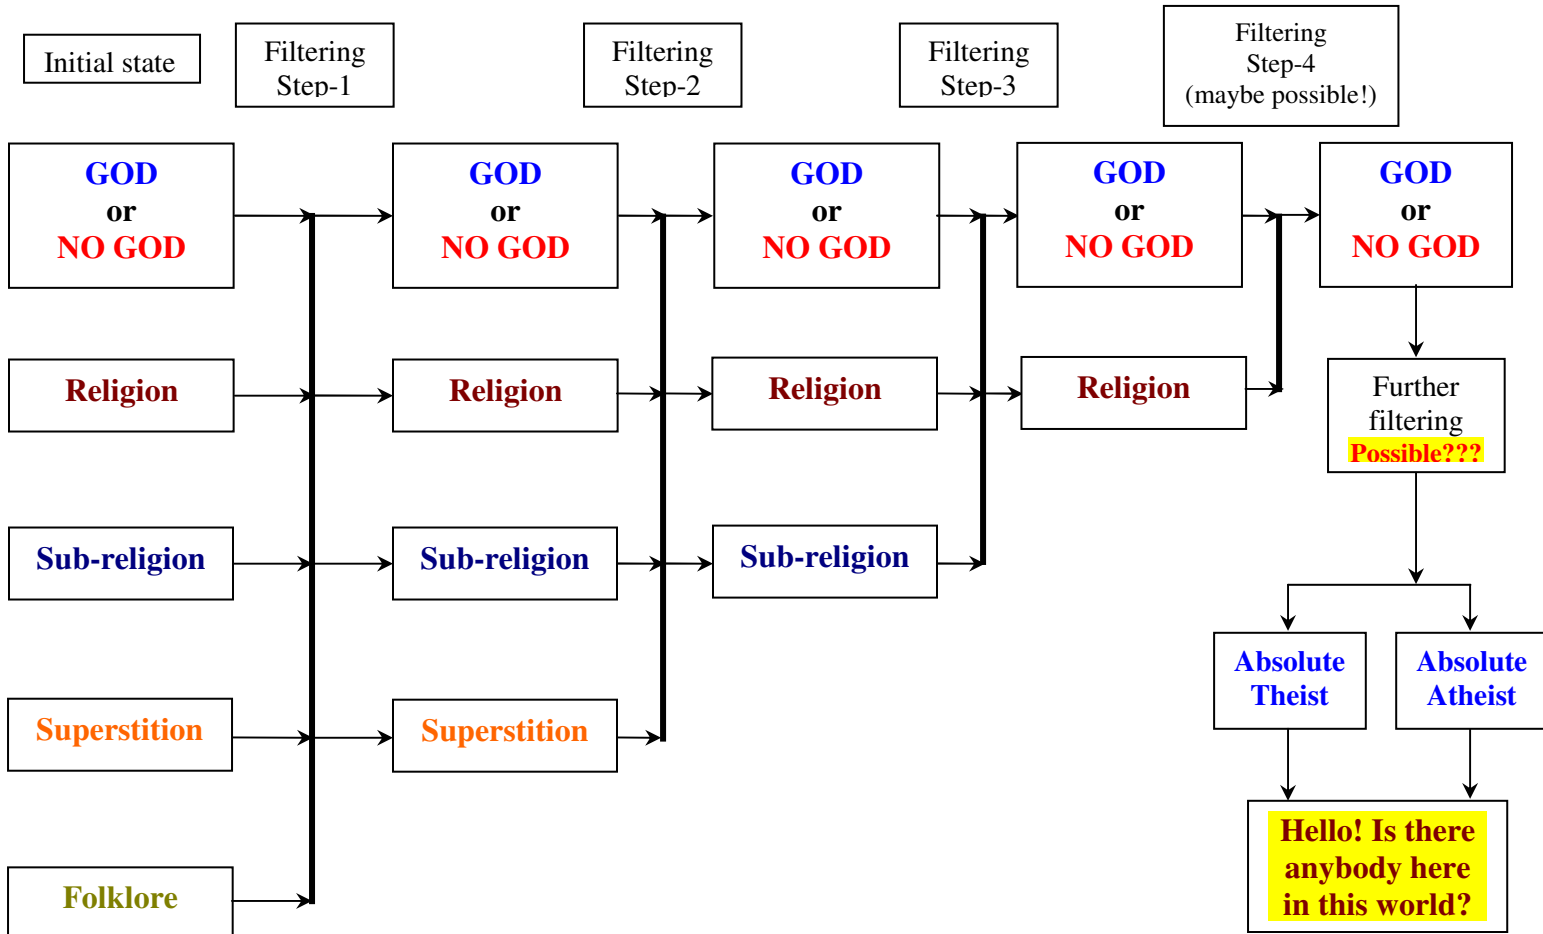 Initial state
Filtering
Step-1
Filtering
Step-2
Filtering
Step-3
Filtering
Step-4
(maybe possible!)
GOD
or
NO GOD
GOD
or
NO GOD
GOD
or
NO GOD
GOD
or
NO GOD
GOD
or
NO GOD
Religion
Religion
Religion
Religion
Further
filtering
Possible???
Sub-religion
Sub-religion
Sub-religion
Absolute
Theist
Absolute
Atheist
Superstition
Superstition
Hello! Is there
anybody here
in this world?
Folklore